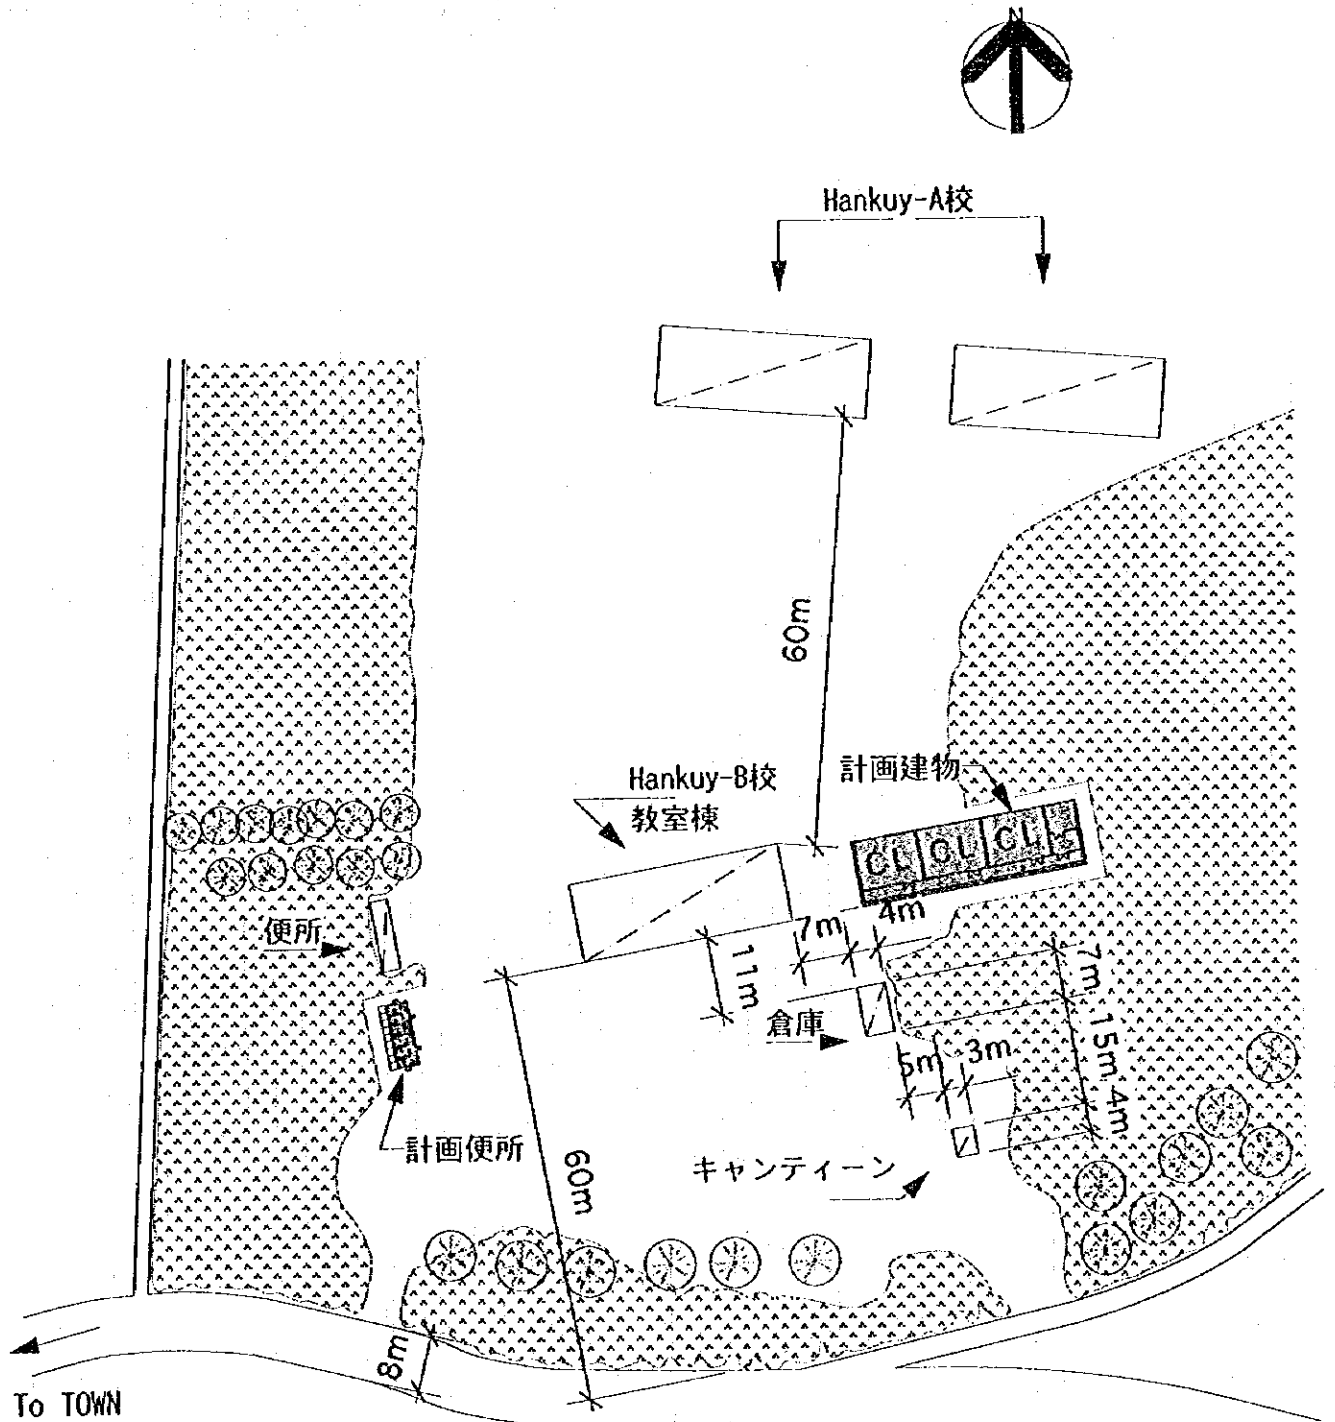 N
Hankuy-A校
60m
Hankuy-B校
教室棟
計画建物
CL CL CL
便所
7m
4m
11m
7m
倉庫
15m
5m
3m
4m
計画便所
60m
キャンティーン
8m
To TOWN